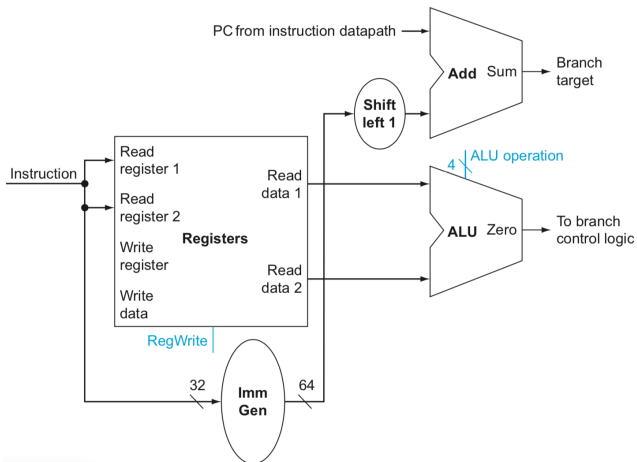 PC from instruction datapath
Add Sum
Branch
target
Shift
left 1
Instruction
Read
register 1
Read
register 2
Write
register
Write
data
Registers
Read
data 1
Read
data 2
RegWrite
4
ALU operation
ALU Zero
To branch
control logic
32
Imm
Gen
64